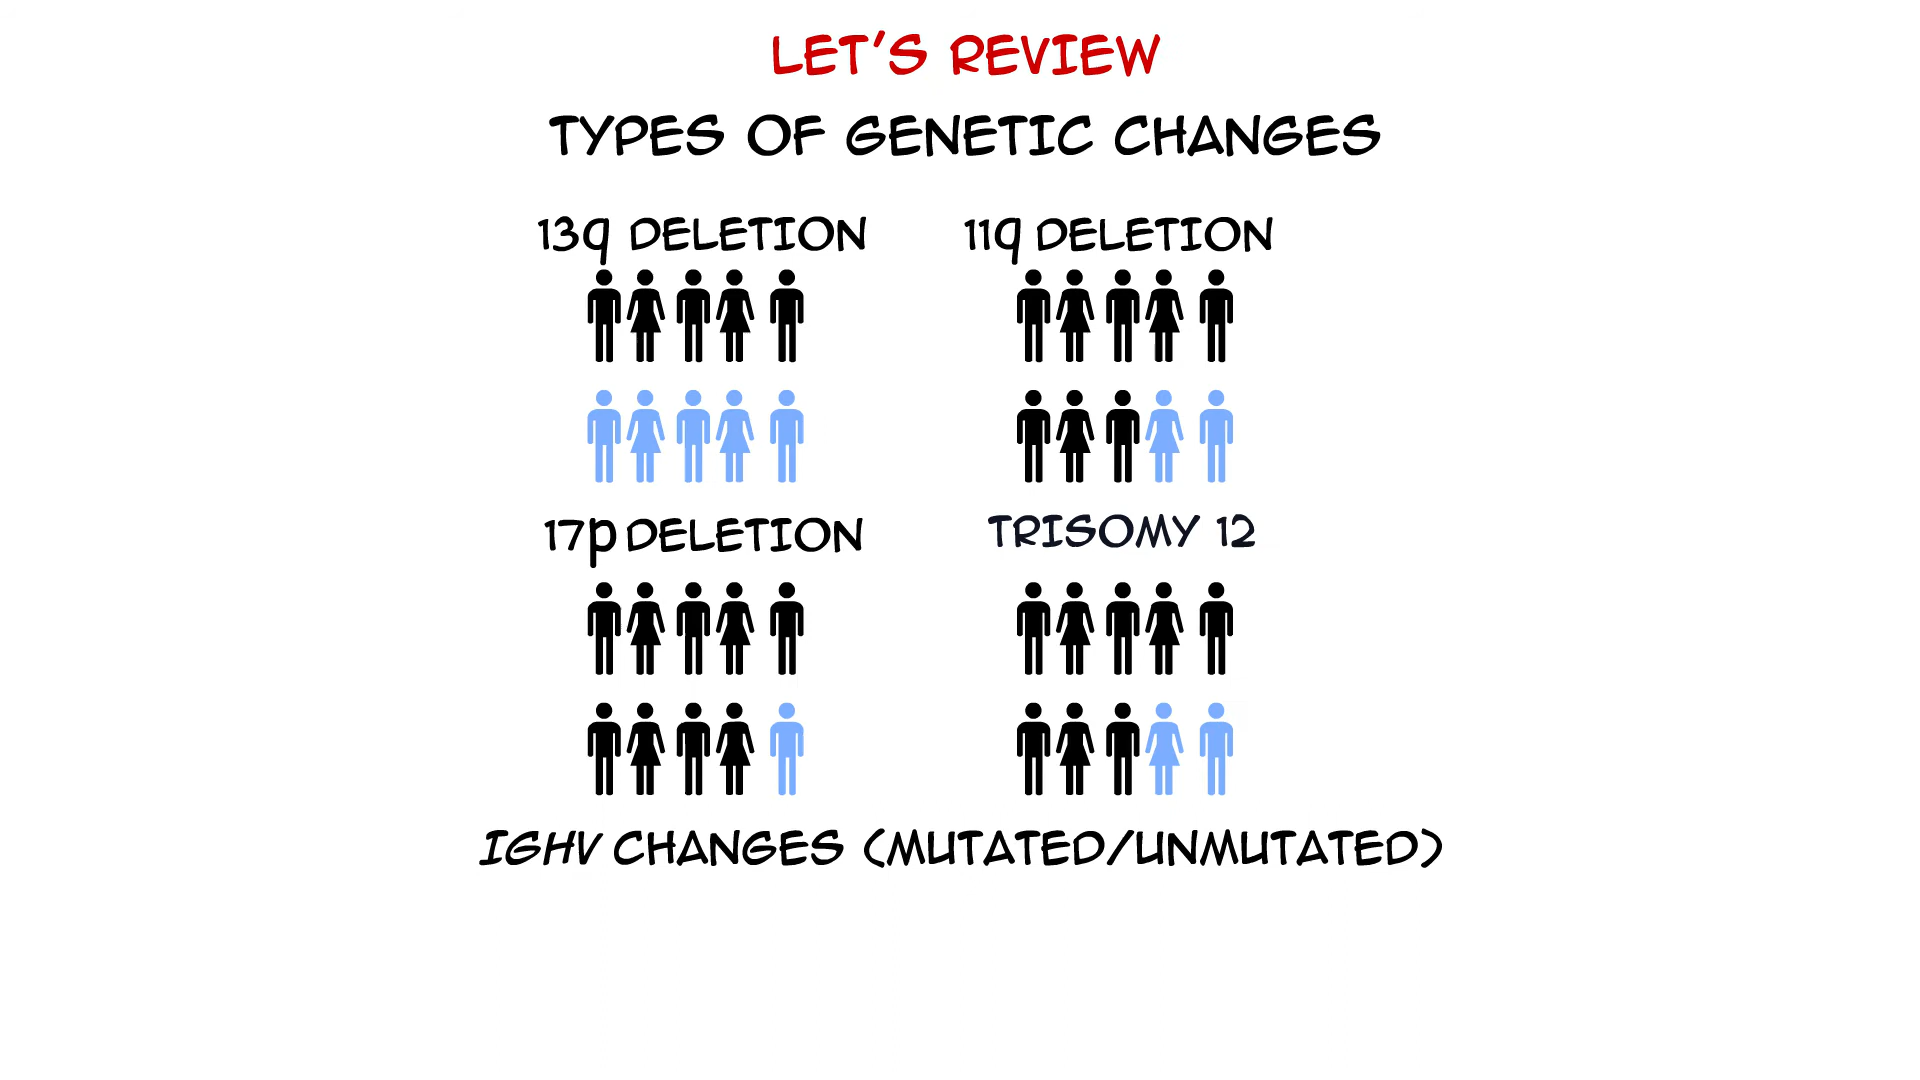 LET'S REVIEW
TYPES OF GENETIC CHANGES
13q DELETION
11q DELETION
17p DELETION
TRISOMY 12
IGHV CHANGES (MUTATED/UNMUTATED)